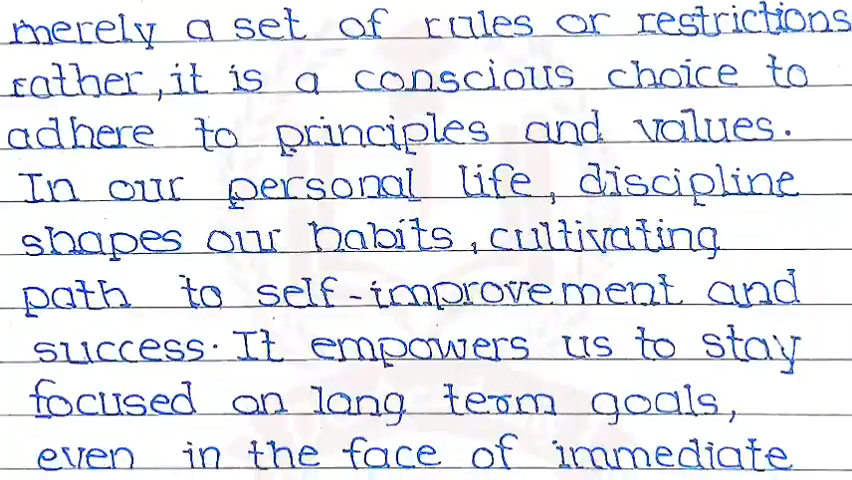 merely a set of rules or restrictions
rather, it is a conscious choice to
adhere to principles and values.
In our personal life, discipline
shapes our habits, cultivating
path to self-improvement and
success. It empowers us to stay
focused on long term goals,
even in the face of immediate